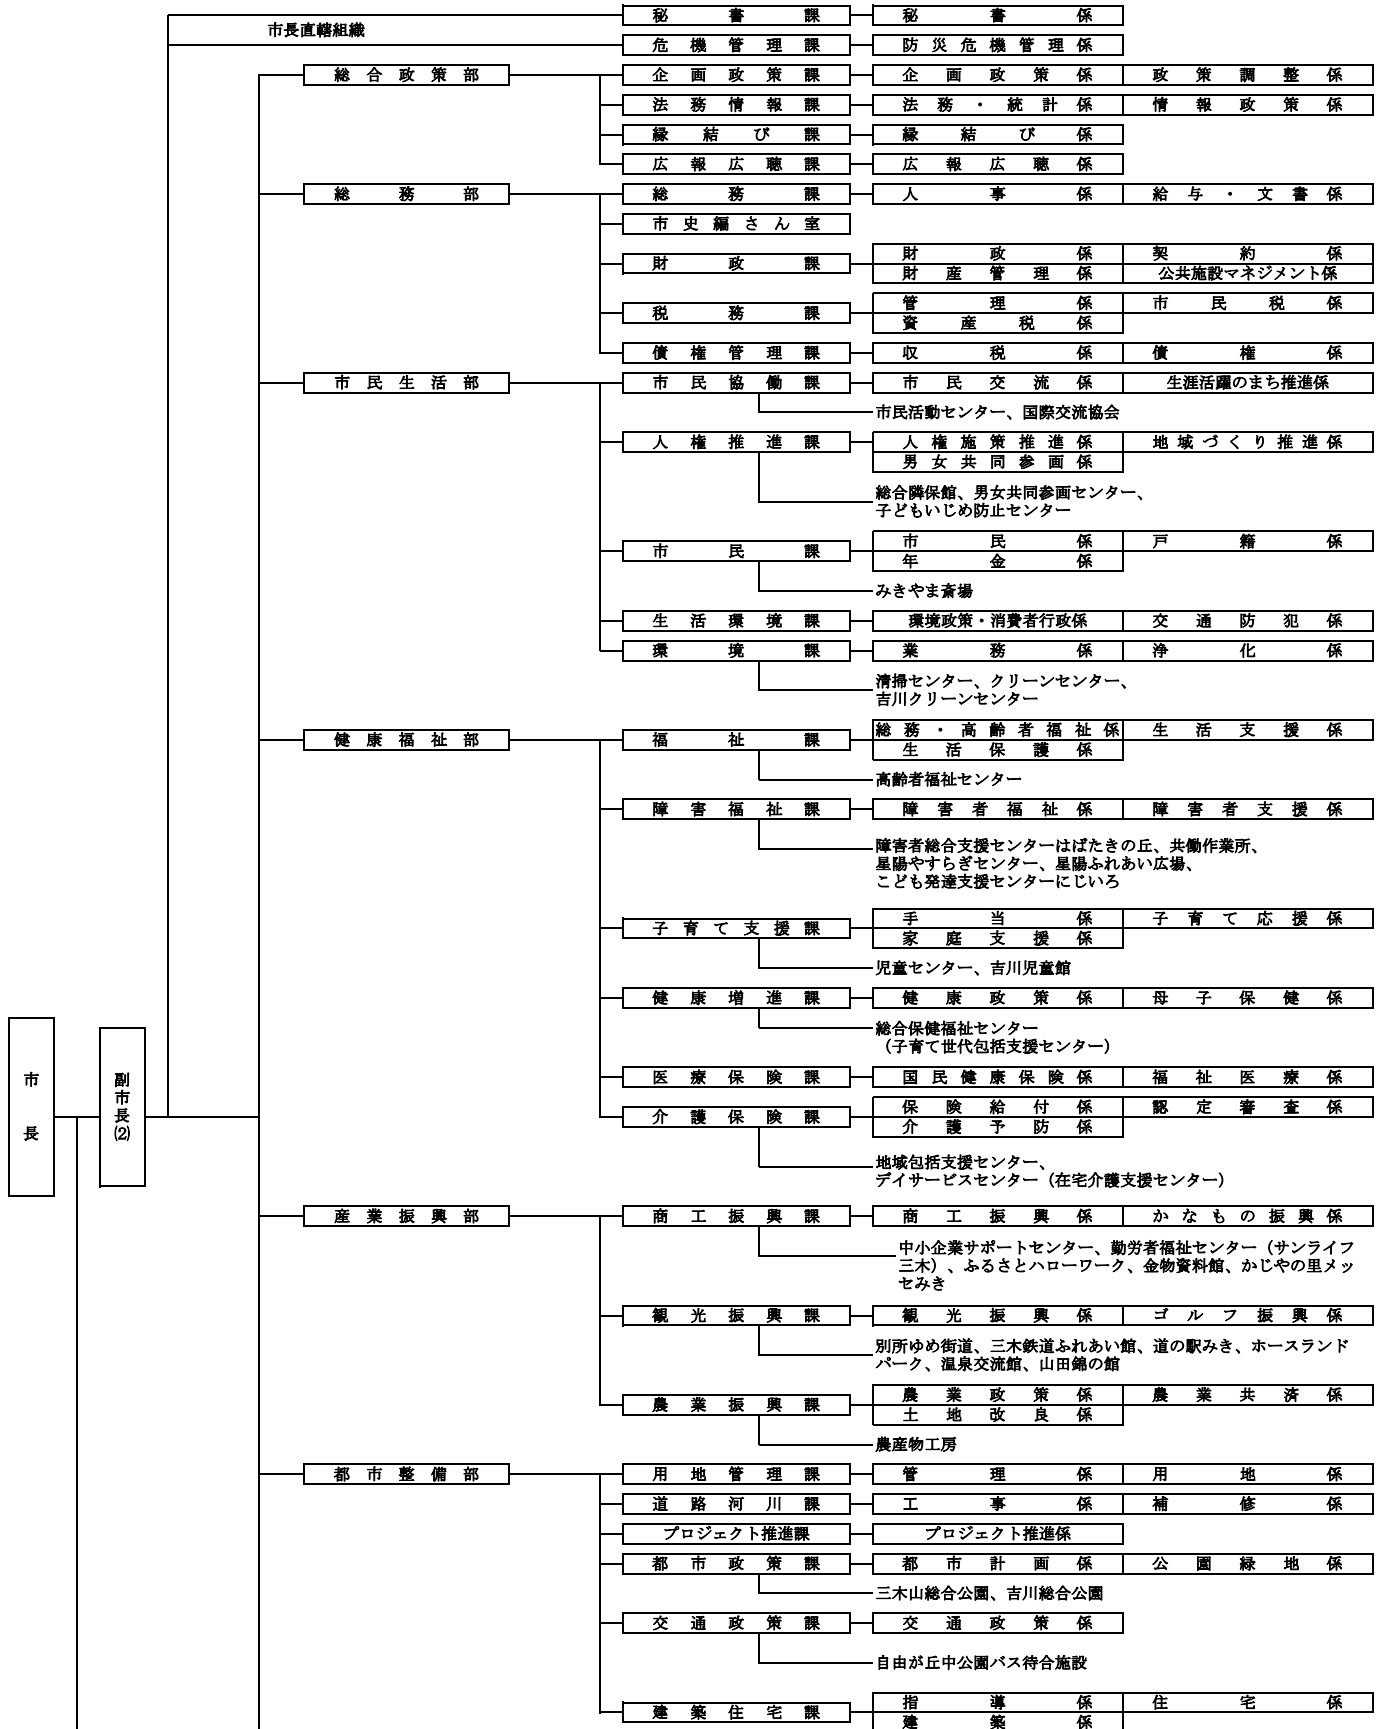 秘書課 秘書係
市長直轄組織
危機管理課 防災危機管理係
総合政策部 企画政策課 企画政策係 政策調整係
法務情報課 法務・統計係 情報政策係
縁結び課 縁結び係
広報広聴課 広報広聴係
総務部 総務課 人事係 給与・文書係
市史編さん室
財政課 財政係 契約係
財産管理係 公共施設マネジメント係
税務課 管理係 市民税係
資産税係
債権管理課 収税係 債権係
市民生活部 市民協働課 市民交流係 生涯活躍のまち推進係
市民活動センター、国際交流協会
人権推進課 人権施策推進係 地域づくり推進係
男女共同参画係
総合隣保館、男女共同参画センター、
子どもいじめ防止センター
市民課 市民係 戸籍係
年金係
みきやま斎場
生活環境課 環境政策・消費者行政係 交通防犯係
環境課 業務係 浄化係
清掃センター、クリーンセンター、
吉川クリーンセンター
健康福祉部 福祉課 総務・高齢者福祉係 生活支援係
生活保護係
高齢者福祉センター
障害福祉課 障害者福祉係 障害者支援係
障害者総合支援センターはばたきの丘、共働作業所、
星陽やすらぎセンター、星陽ふれあい広場、
こども発達支援センターにじいろ
子育て支援課 手当係 子育て応援係
家庭支援係
児童センター、吉川児童館
健康増進課 健康政策係 母子保健係
総合保健福祉センター
（子育て世代包括支援センター）
医療保険課 国民健康保険係 福祉医療係
市長 副市長(2)
介護保険課 保険給付係 認定審査係
介護予防係
地域包括支援センター、
デイサービスセンター（在宅介護支援センター）
産業振興部 商工振興課 商工振興係 かなもの振興係
中小企業サポートセンター、勤労者福祉センター（サンライフ
三木）、ふるさとハローワーク、金物資料館、かじやの里メッ
セみき
観光振興課 観光振興係 ゴルフ振興係
別所ゆめ街道、三木鉄道ふれあい館、道の駅みき、ホースランド
パーク、温泉交流館、山田錦の館
農業振興課 農業政策係 農業共済係
土地改良係
農産物工房
都市整備部 用地管理課 管理係 用地係
道路河川課 工事係 補修係
プロジェクト推進課 プロジェクト推進係
都市政策課 都市計画係 公園緑地係
三木山総合公園、吉川総合公園
交通政策課 交通政策係
自由が丘中公園バス待合施設
建築住宅課 指導係 住宅係
建築係